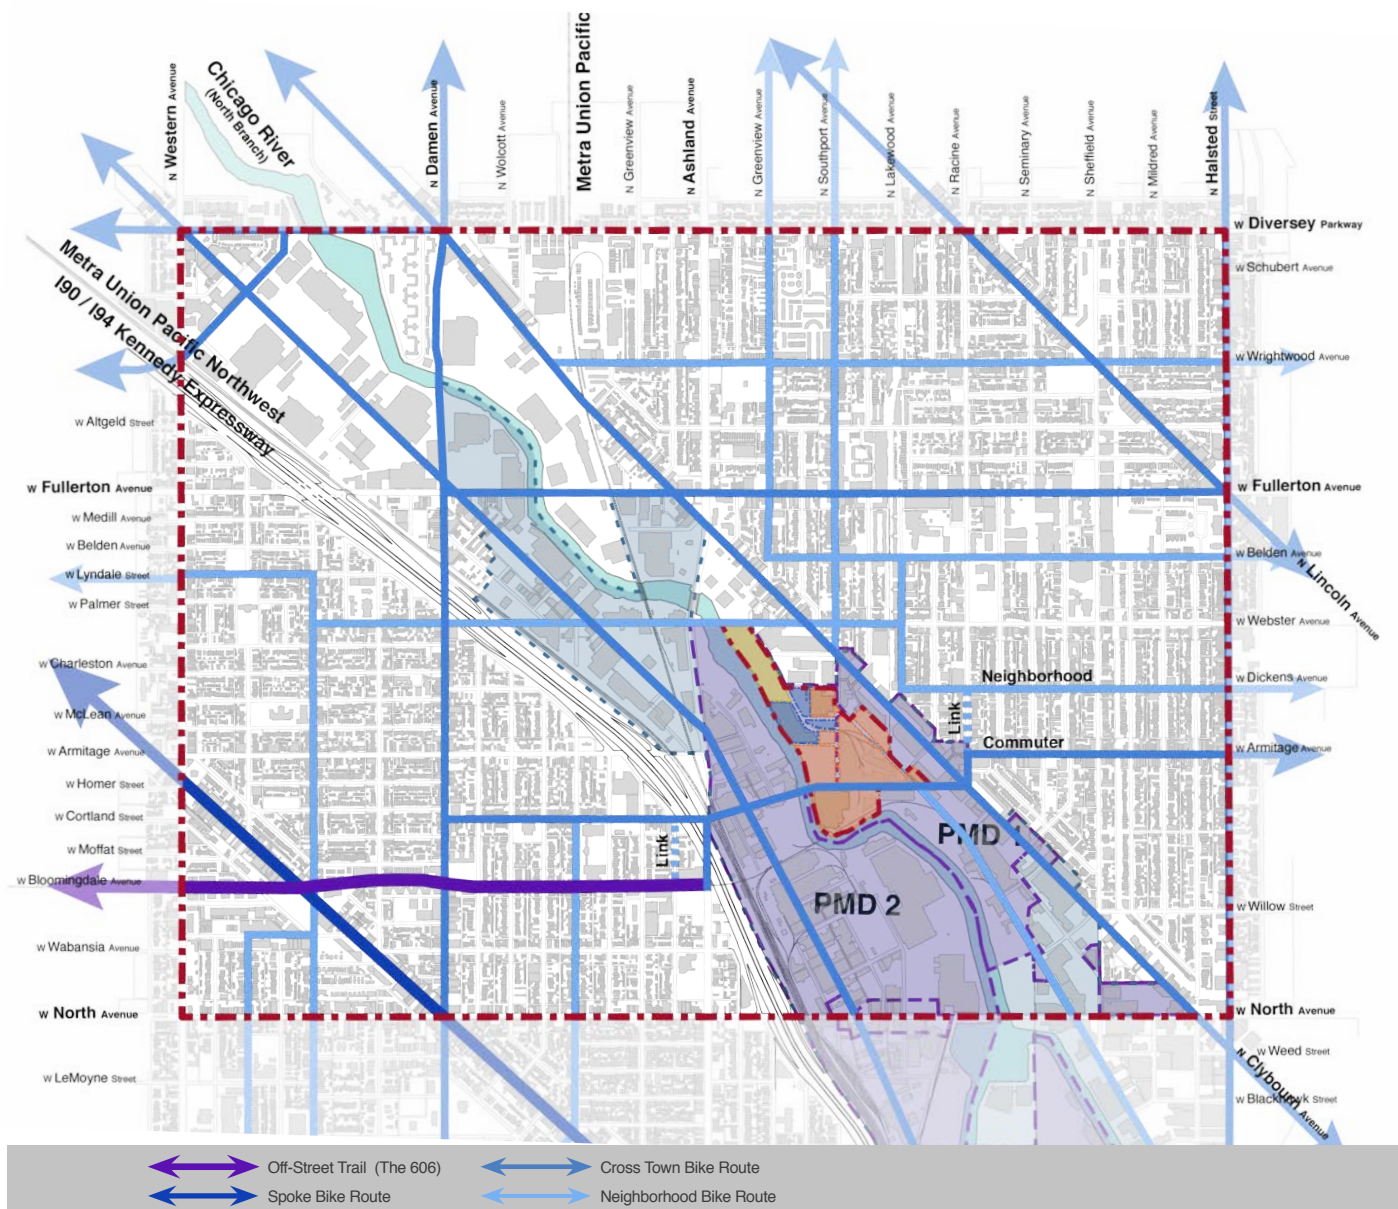 N Western Avenue
Chicago River
(North Branch)
N Damen Avenue
N Wolcott Avenue
Metra Union Pacific
N Greenview Avenue
N Ashland Avenue
N Greenview Avenue
N Southport Avenue
N Lakewood Avenue
N Racine Avenue
N Seminary Avenue
N Sheffield Avenue
N Mildred Avenue
N Halsted Street
W Diversey Parkway
W Schubert Avenue
W Wrightwood Avenue
W Fullerton Avenue
W Belden Avenue
N Lincoln Avenue
W Webster Avenue
W Dickens Avenue
W Armitage Avenue
W Willow Street
W North Avenue
W Weed Street
N Clybourn Avenue
W Blackhawk Street
Metra Union Pacific Northwest
I90 / I94 Kennedy Expressway
W Altgeld Street
W Fullerton Avenue
W Medill Avenue
W Belden Avenue
W Lyndale Street
W Palmer Street
W Charleston Avenue
W McLean Avenue
W Armitage Avenue
W Homer Street
W Cortland Street
W Moffat Avenue
W Bloomingdale Avenue
W Wabansia Avenue
W North Avenue
W LeMoyne Street
Neighborhood
Link
Commuter
Link
PMD 1
PMD 2
Off-Street Trail (The 606)
Cross Town Bike Route
Spoke Bike Route
Neighborhood Bike Route